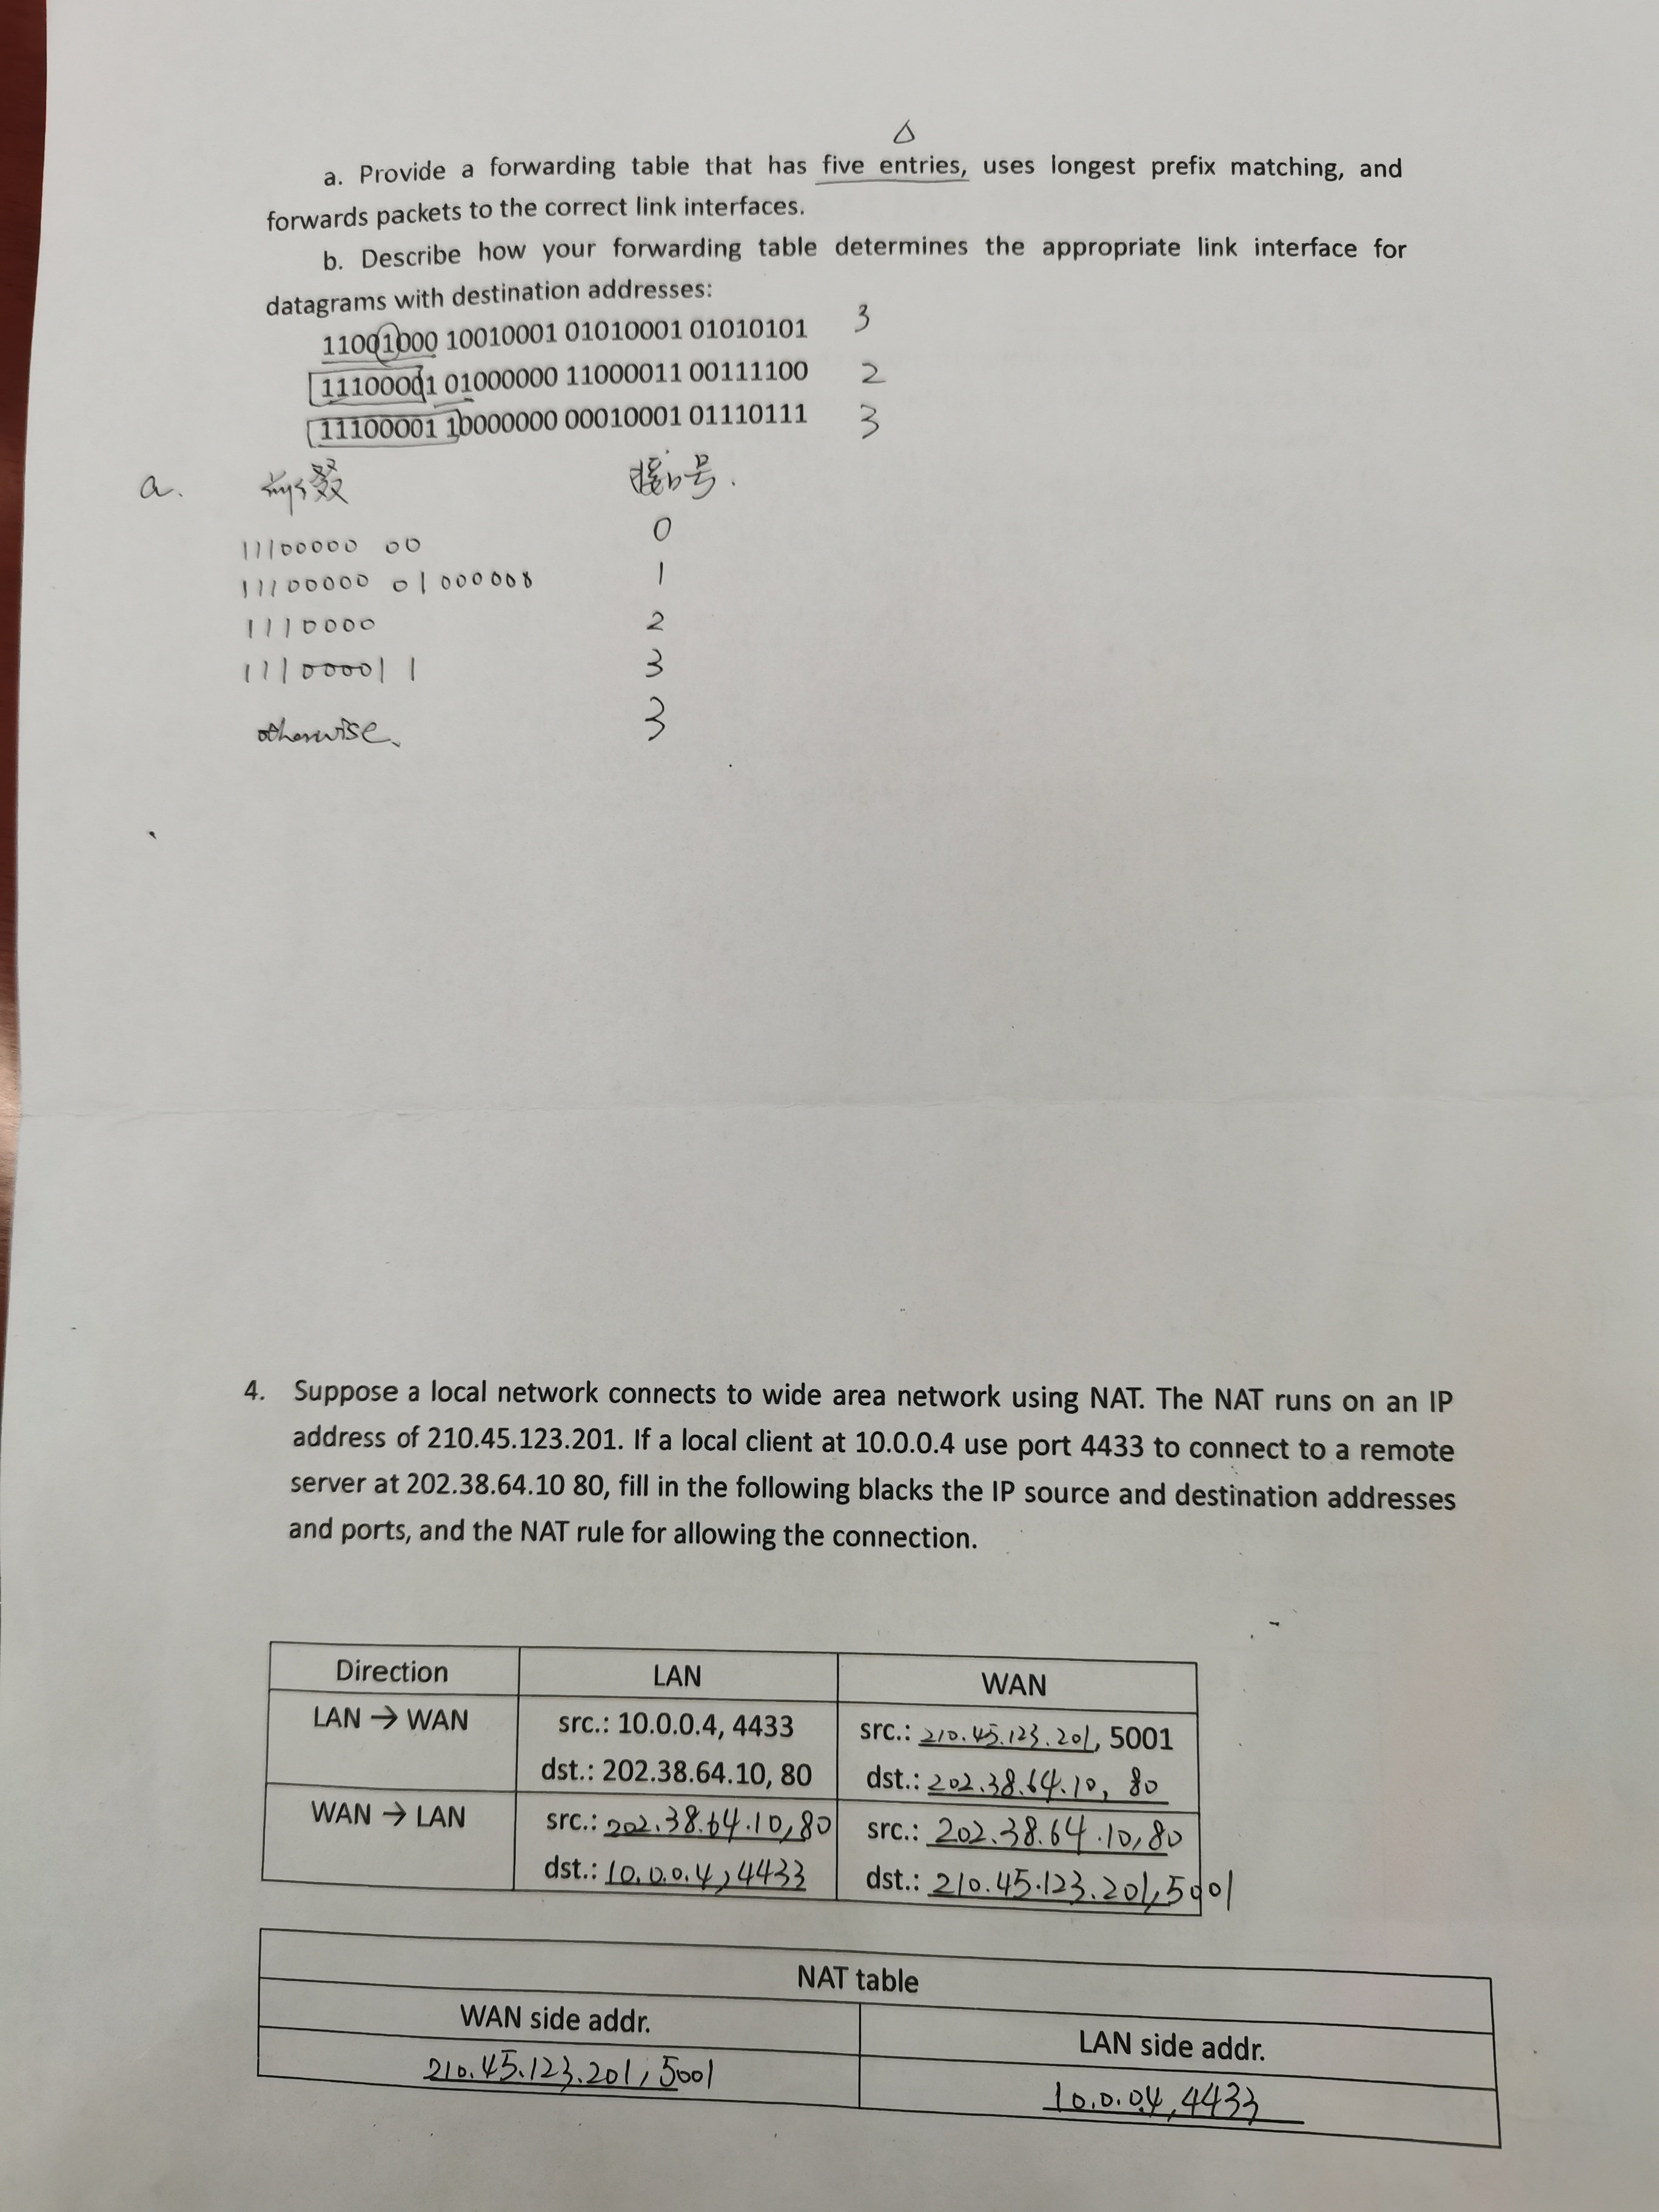 △
a. Provide a forwarding table that has five entries, uses longest prefix matching, and
forwards packets to the correct link interfaces.
b. Describe how your forwarding table determines the appropriate link interface for
datagrams with destination addresses:
11001000 10010001 01010001 01010101 3
11100001 01000000 11000011 00111100 2
11100001 10000000 00010001 01110111 3
a. 前缀 接口号.
11100000 00 0
11100000 01000000 1
1110000 2
11100001 1 3
otherwise. 3
4. Suppose a local network connects to wide area network using NAT. The NAT runs on an IP
address of 210.45.123.201. If a local client at 10.0.0.4 use port 4433 to connect to a remote
server at 202.38.64.10 80, fill in the following blacks the IP source and destination addresses
and ports, and the NAT rule for allowing the connection.
Direction LAN WAN
LAN → WAN src.: 10.0.0.4, 4433 src.: 210.45.123.201, 5001
dst.: 202.38.64.10, 80 dst.: 202.38.64.10, 80
WAN → LAN src.: 202.38.64.10, 80 src.: 202.38.64.10, 80
dst.: 10.0.0.4, 4433 dst.: 210.45.123.201, 5001
NAT table
WAN side addr. LAN side addr.
210.45.123.201, 5001 10.0.0.4, 4433